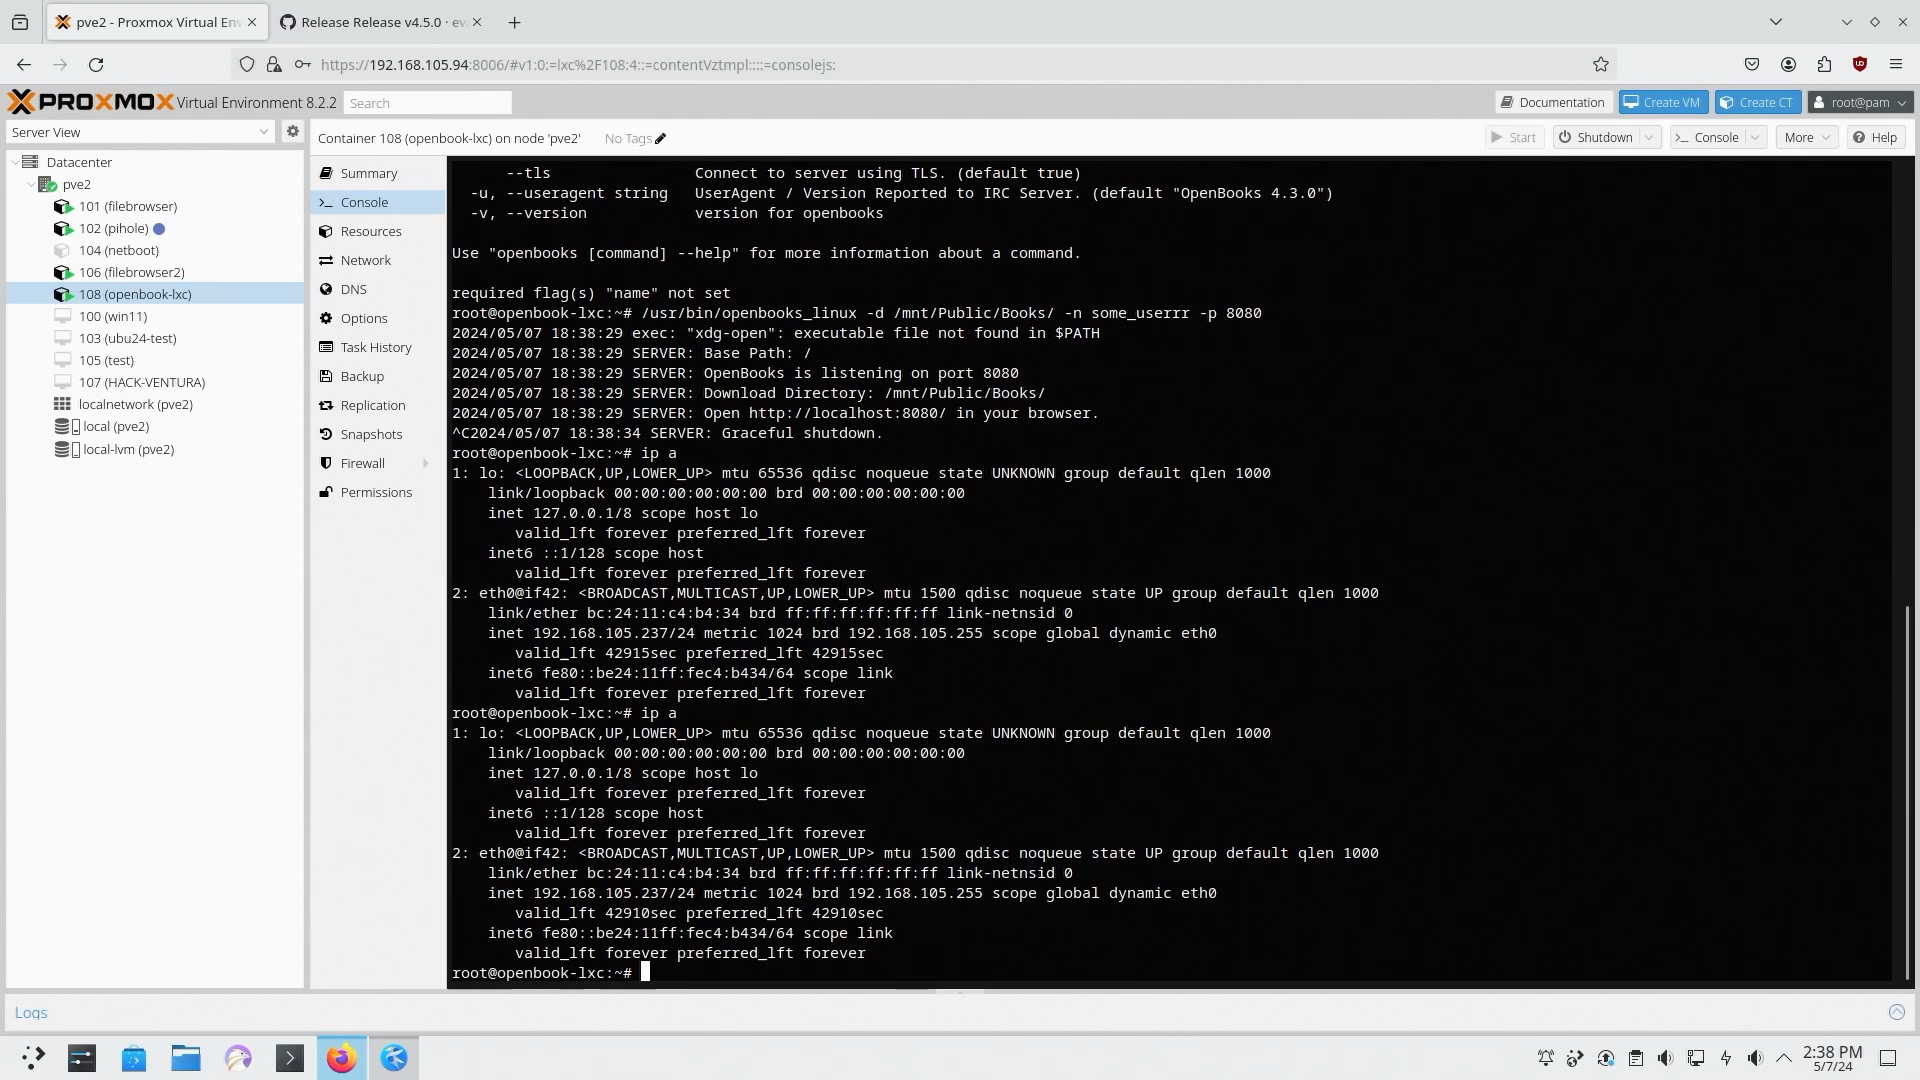 pve2 - Proxmox Virtual En
Release Release v4.5.0 · ev
https://192.168.105.94:8006/#v1:0:=lxc%2F108:4::=contentVztmpl::::=consolejs:
PROXMOX Virtual Environment 8.2.2
Search
Documentation
Create VM
Create CT
root@pam
Server View
Container 108 (openbook-lxc) on node 'pve2'
No Tags
Start
Shutdown
Console
More
Help
Datacenter
pve2
101 (filebrowser)
102 (pihole)
104 (netboot)
106 (filebrowser2)
108 (openbook-lxc)
100 (win11)
103 (ubu24-test)
105 (test)
107 (HACK-VENTURA)
localnetwork (pve2)
local (pve2)
local-lvm (pve2)
Summary
Console
Resources
Network
DNS
Options
Task History
Backup
Replication
Snapshots
Firewall
Permissions
--tls Connect to server using TLS. (default true)
-u, --useragent string UserAgent / Version Reported to IRC Server. (default "OpenBooks 4.3.0")
-v, --version version for openbooks
Use "openbooks [command] --help" for more information about a command.
required flag(s) "name" not set
root@openbook-lxc:~# /usr/bin/openbooks_linux -d /mnt/Public/Books/ -n some_userrr -p 8080
2024/05/07 18:38:29 exec: "xdg-open": executable file not found in $PATH
2024/05/07 18:38:29 SERVER: Base Path: /
2024/05/07 18:38:29 SERVER: OpenBooks is listening on port 8080
2024/05/07 18:38:29 SERVER: Download Directory: /mnt/Public/Books/
2024/05/07 18:38:29 SERVER: Open http://localhost:8080/ in your browser.
^C2024/05/07 18:38:34 SERVER: Graceful shutdown.
root@openbook-lxc:~# ip a
1: lo: <LOOPBACK,UP,LOWER_UP> mtu 65536 qdisc noqueue state UNKNOWN group default qlen 1000
link/loopback 00:00:00:00:00:00 brd 00:00:00:00:00:00
inet 127.0.0.1/8 scope host lo
valid_lft forever preferred_lft forever
inet6 ::1/128 scope host
valid_lft forever preferred_lft forever
2: eth0@if42: <BROADCAST,MULTICAST,UP,LOWER_UP> mtu 1500 qdisc noqueue state UP group default qlen 1000
link/ether bc:24:11:c4:b4:34 brd ff:ff:ff:ff:ff:ff link-netnsid 0
inet 192.168.105.237/24 metric 1024 brd 192.168.105.255 scope global dynamic eth0
valid_lft 42915sec preferred_lft 42915sec
inet6 fe80::be24:11ff:fec4:b434/64 scope link
valid_lft forever preferred_lft forever
root@openbook-lxc:~# ip a
1: lo: <LOOPBACK,UP,LOWER_UP> mtu 65536 qdisc noqueue state UNKNOWN group default qlen 1000
link/loopback 00:00:00:00:00:00 brd 00:00:00:00:00:00
inet 127.0.0.1/8 scope host lo
valid_lft forever preferred_lft forever
inet6 ::1/128 scope host
valid_lft forever preferred_lft forever
2: eth0@if42: <BROADCAST,MULTICAST,UP,LOWER_UP> mtu 1500 qdisc noqueue state UP group default qlen 1000
link/ether bc:24:11:c4:b4:34 brd ff:ff:ff:ff:ff:ff link-netnsid 0
inet 192.168.105.237/24 metric 1024 brd 192.168.105.255 scope global dynamic eth0
valid_lft 42910sec preferred_lft 42910sec
inet6 fe80::be24:11ff:fec4:b434/64 scope link
valid_lft forever preferred_lft forever
root@openbook-lxc:~#
Logs
2:38 PM
5/7/24